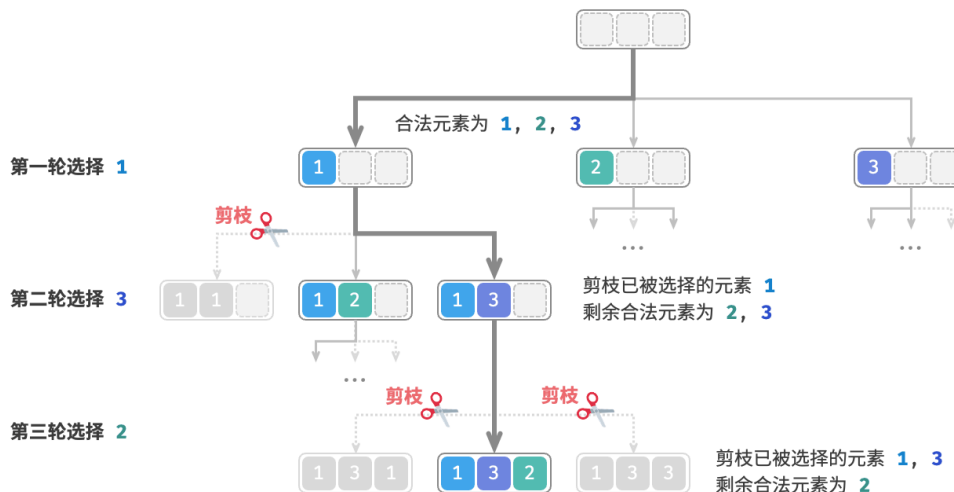 合法元素为 1, 2, 3
第一轮选择 1
1
2
3
剪枝
...
...
第二轮选择 3
1 1
1 2
1 3
剪枝已被选择的元素 1
剩余合法元素为 2, 3
...
剪枝
剪枝
第三轮选择 2
1 3 1
1 3 2
1 3 3
剪枝已被选择的元素 1, 3
剩余合法元素为 2